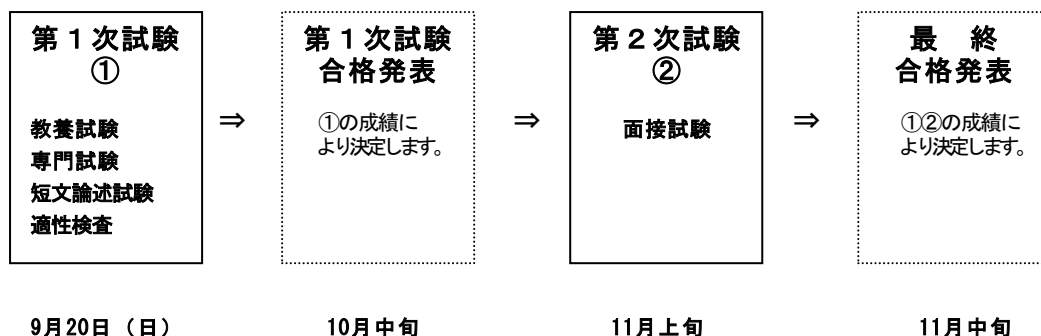 第１次試験
①
教養試験
専門試験
短文論述試験
適性検査
⇒
第１次試験
合格発表
①の成績に
より決定します。
⇒
第２次試験
②
面接試験
⇒
最　終
合格発表
①②の成績に
より決定します。
9月20日（日）
10月中旬
11月上旬
11月中旬